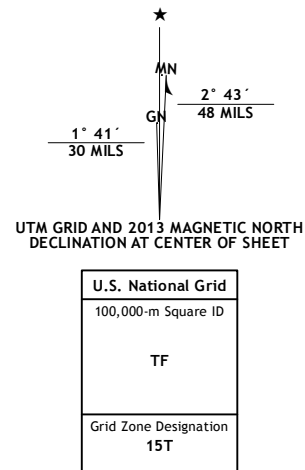 MN
GN
2° 43´
48 MILS
1° 41´
30 MILS
UTM GRID AND 2013 MAGNETIC NORTH
DECLINATION AT CENTER OF SHEET
U.S. National Grid
100,000-m Square ID
TF
Grid Zone Designation
15T